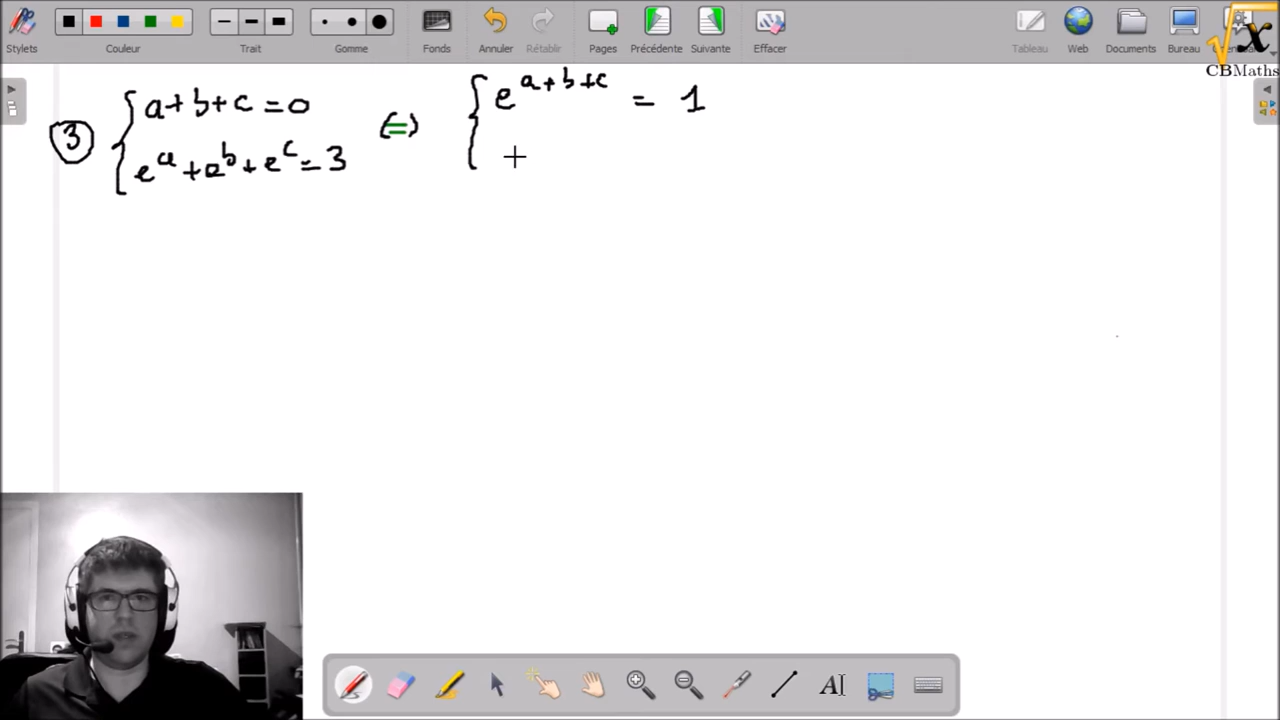 Stylets Couleur Trait Gomme Fonds Annuler Rétablir Pages Précédente Suivante Effacer Tableau Web Documents Bureau
√x
CBMaths
③ { a+b+c=0 (=) { e^{a+b+c} = 1
e^a+e^b+e^c=3
AI